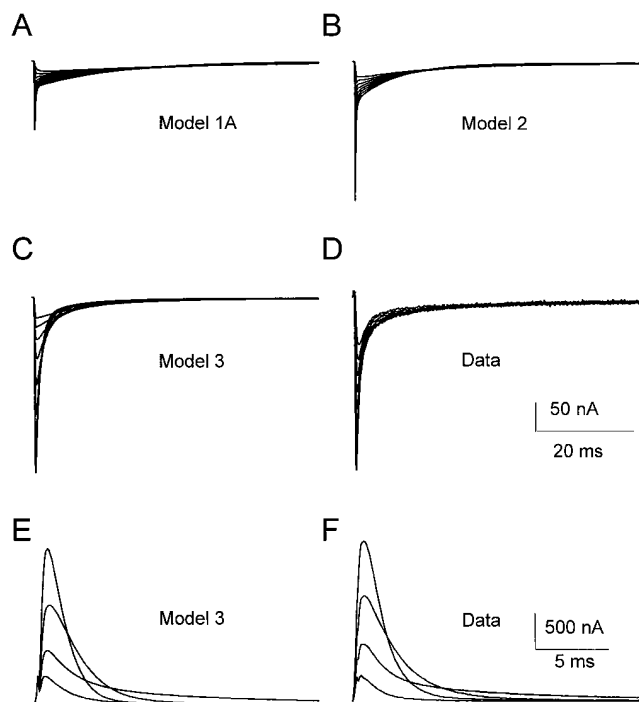 A
B
Model 1A
Model 2
C
D
Model 3
Data
50 nA
20 ms
E
F
Model 3
Data
500 nA
5 ms